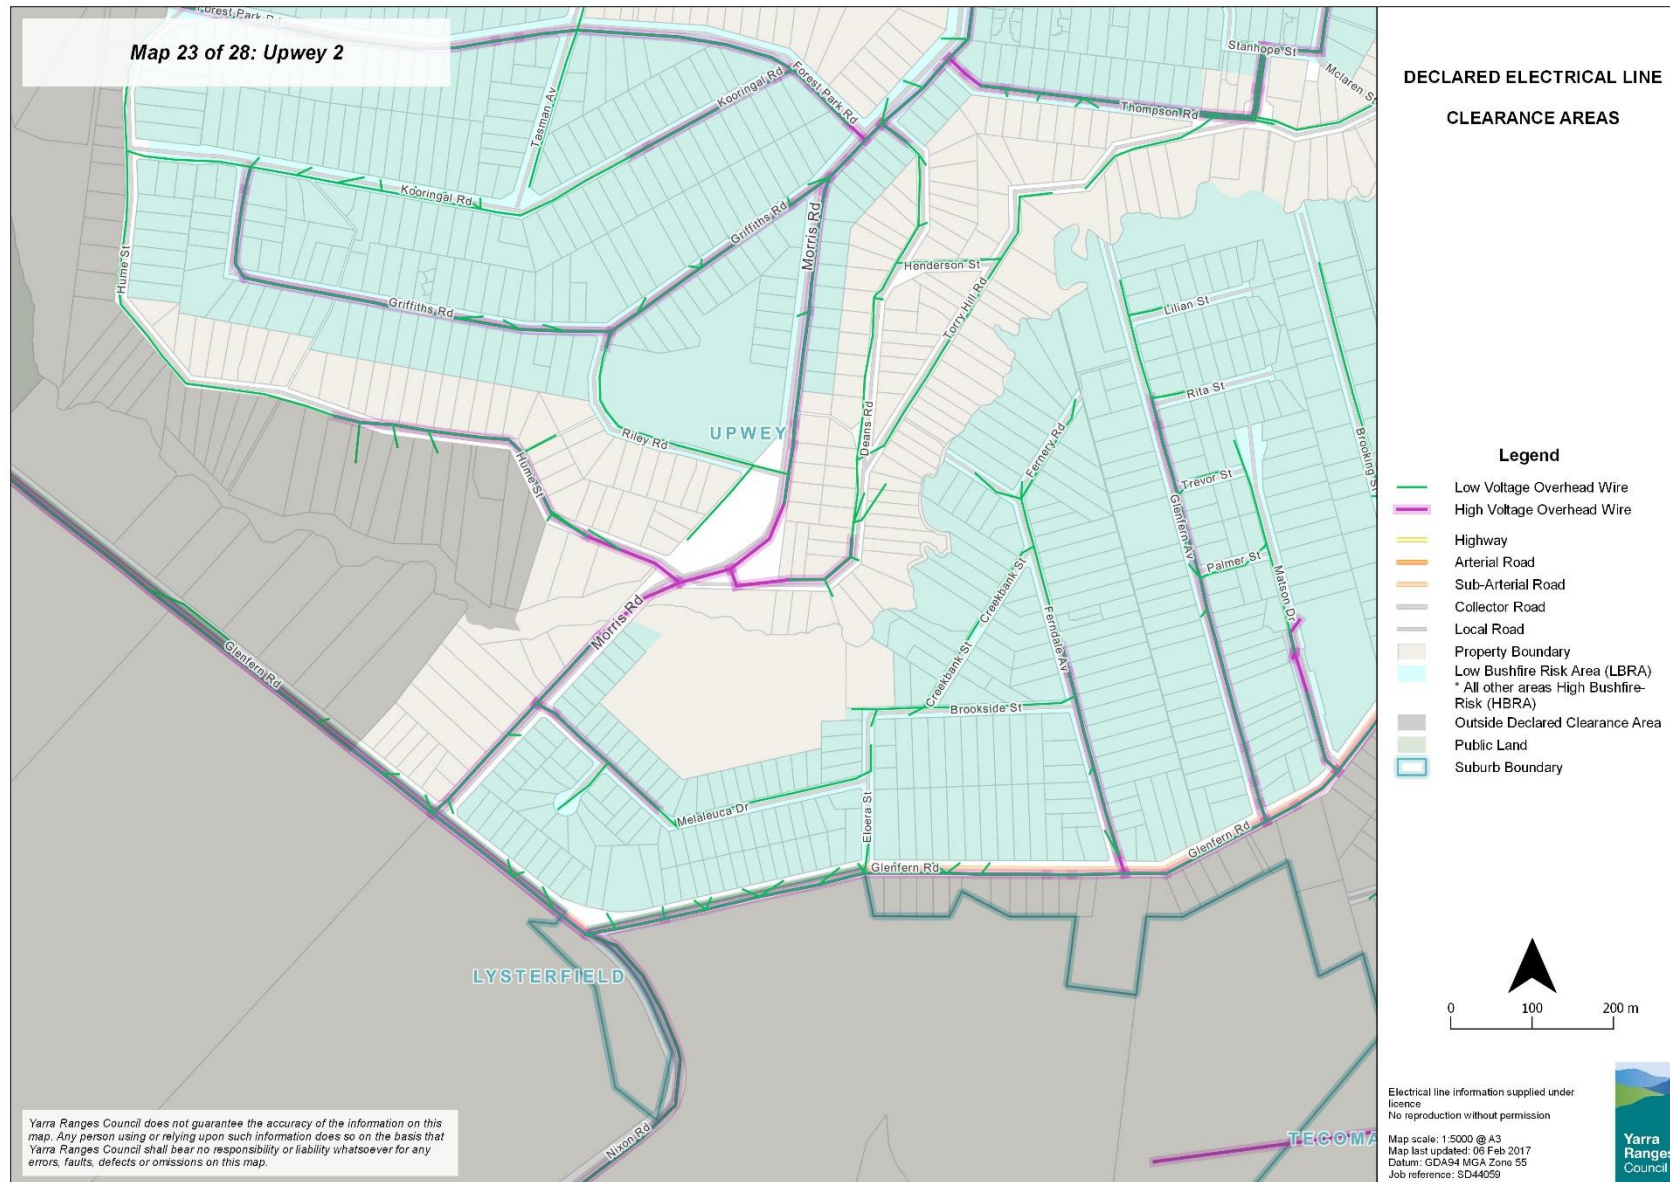 Map 23 of 28: Upwey 2
Forest Park Rd
Tasman Av
Kooringal Rd
Forest Park Rd
Stanhope St
Mclaren St
Thompson Rd
Kooringal Rd
Hume St
Griffiths Rd
Morris Rd
Henderson St
Torry Hill Rd
Griffiths Rd
Lilian St
Rita St
Riley Rd
UPWEY
Deans Rd
Fernery Rd
Brooking St
Hume St
Trevor St
Glenfern Av
Palmer St
Matson Dr
Creekbank St
Ferndale Av
Morris Rd
Glenfern Rd
Creekbank St
Brookside St
Melaleuca Dr
Eloera St
Glenfern Rd
Glenfern Rd
LYSTERFIELD
Nixon Rd
TECOMA
Yarra Ranges Council does not guarantee the accuracy of the information on this
map. Any person using or relying upon such information does so on the basis that
Yarra Ranges Council shall bear no responsibility or liability whatsoever for any
errors, faults, defects or omissions on this map.
DECLARED ELECTRICAL LINE
CLEARANCE AREAS
Legend
Low Voltage Overhead Wire
High Voltage Overhead Wire
Highway
Arterial Road
Sub-Arterial Road
Collector Road
Local Road
Property Boundary
Low Bushfire Risk Area (LBRA)
* All other areas High Bushfire-
Risk (HBRA)
Outside Declared Clearance Area
Public Land
Suburb Boundary
0 100 200 m
Electrical line information supplied under
licence
No reproduction without permission
Map scale: 1:5000 @ A3
Map last updated: 06 Feb 2017
Datum: GDA94 MGA Zone 55
Job reference: SD44059
Yarra
Ranges
Council